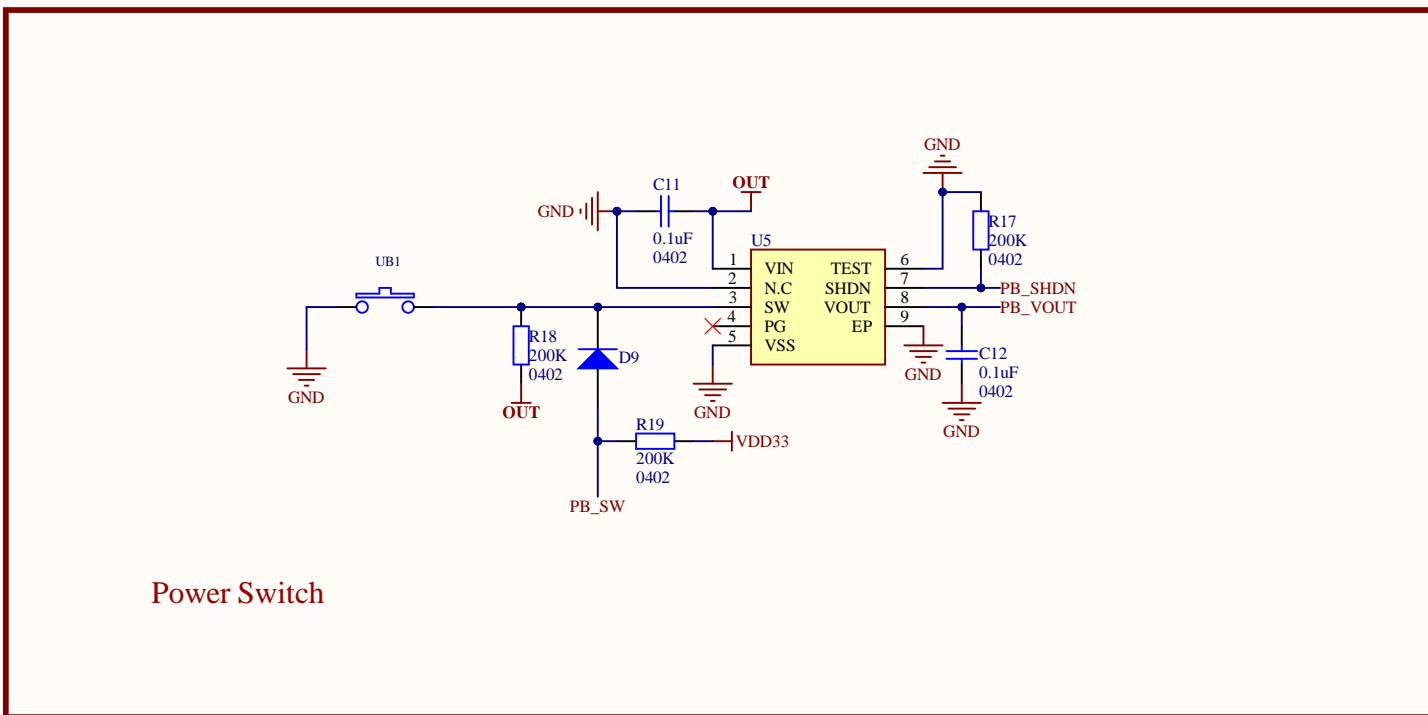 GND
C11
OUT
GND
0.1uF
0402
R17
200K
0402
U5
UB1
1 VIN TEST 6
2 N.C SHDN 7 PB_SHDN
3 SW VOUT 8 PB_VOUT
4 PG EP 9
5 VSS
R18
200K
0402
D9
C12
0.1uF
0402
GND
GND
OUT
GND
GND
R19
VDD33
200K
0402
PB_SW
Power Switch